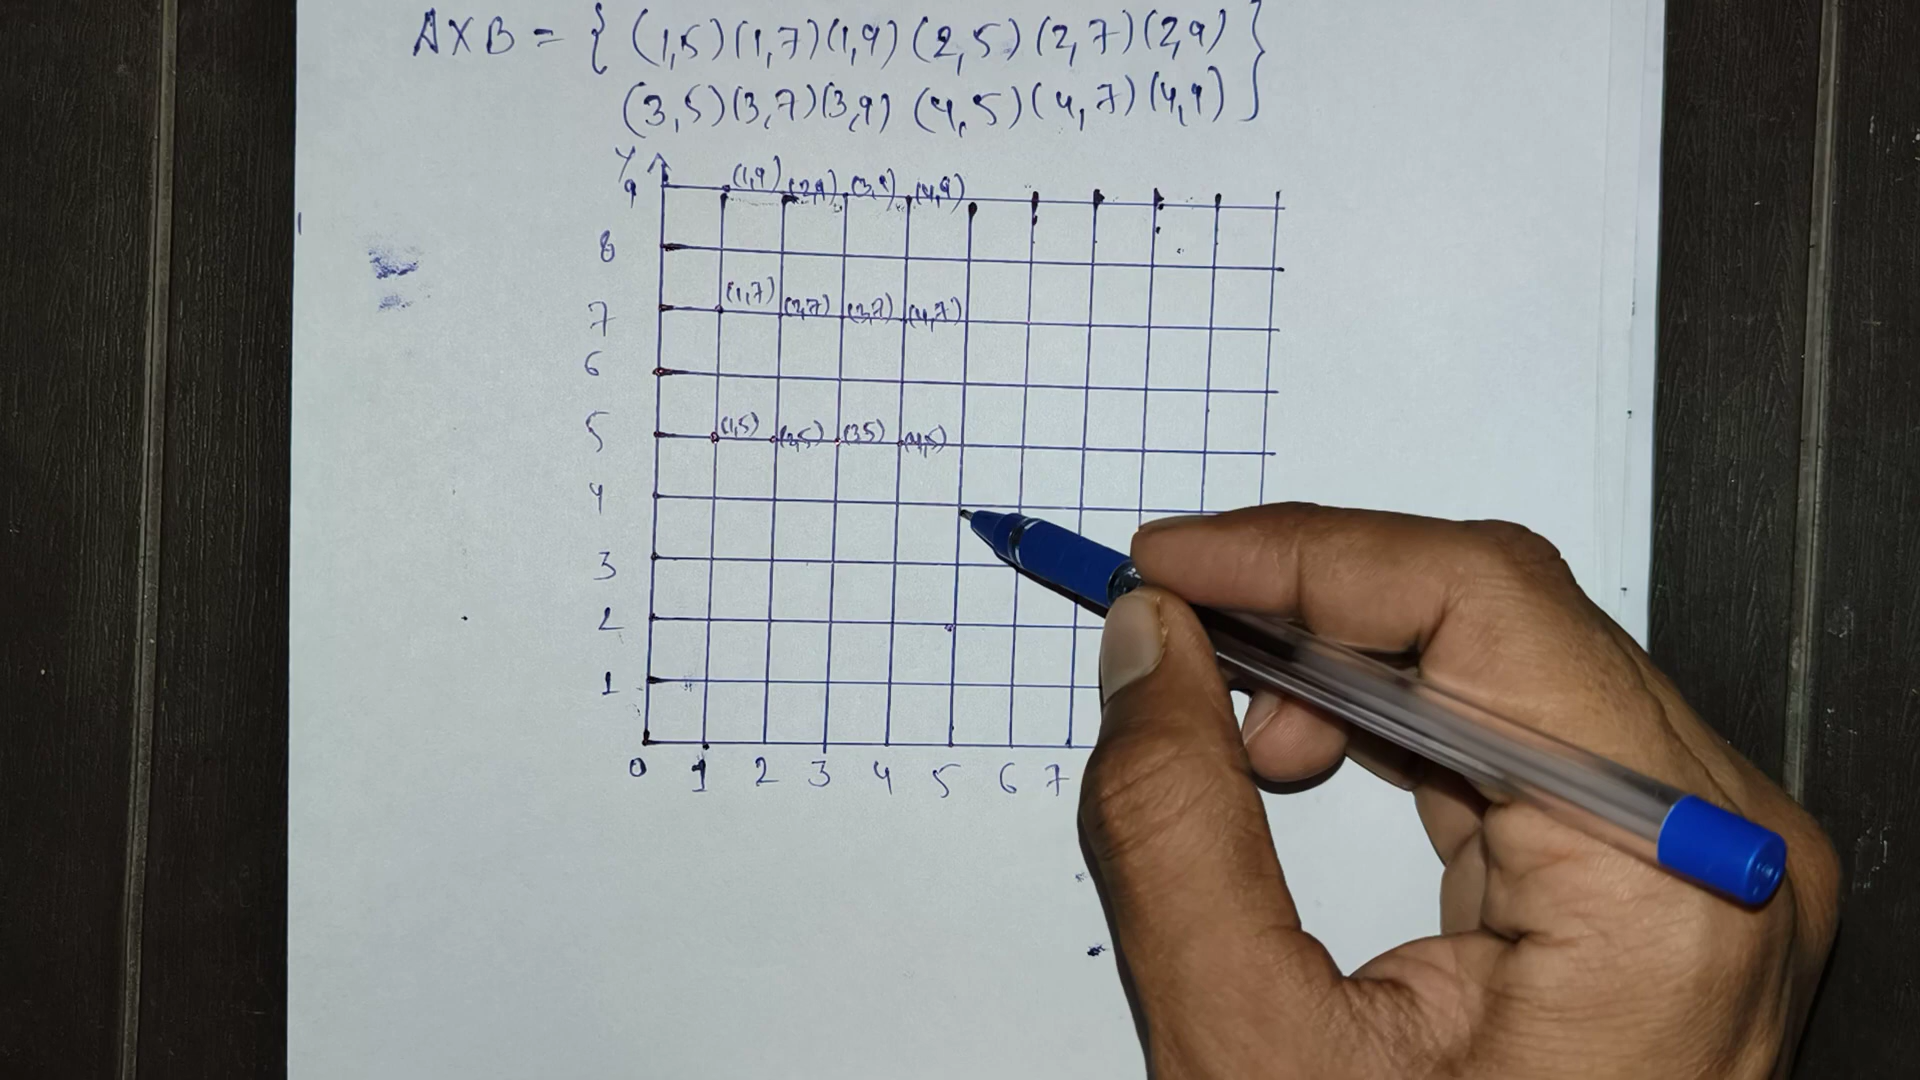 A X B = { (1,5) (1,7) (1,9) (2,5) (2,7) (2,9) }
(3,5) (3,7) (3,9) (4,5) (4,7) (4,9)
Y
9 (1,9) (2,9) (3,9) (4,9)
8
7 (1,7) (2,7) (3,7) (4,7)
6
5 (1,5) (2,5) (3,5) (4,5)
4
3
2
1
0 1 2 3 4 5 6 7